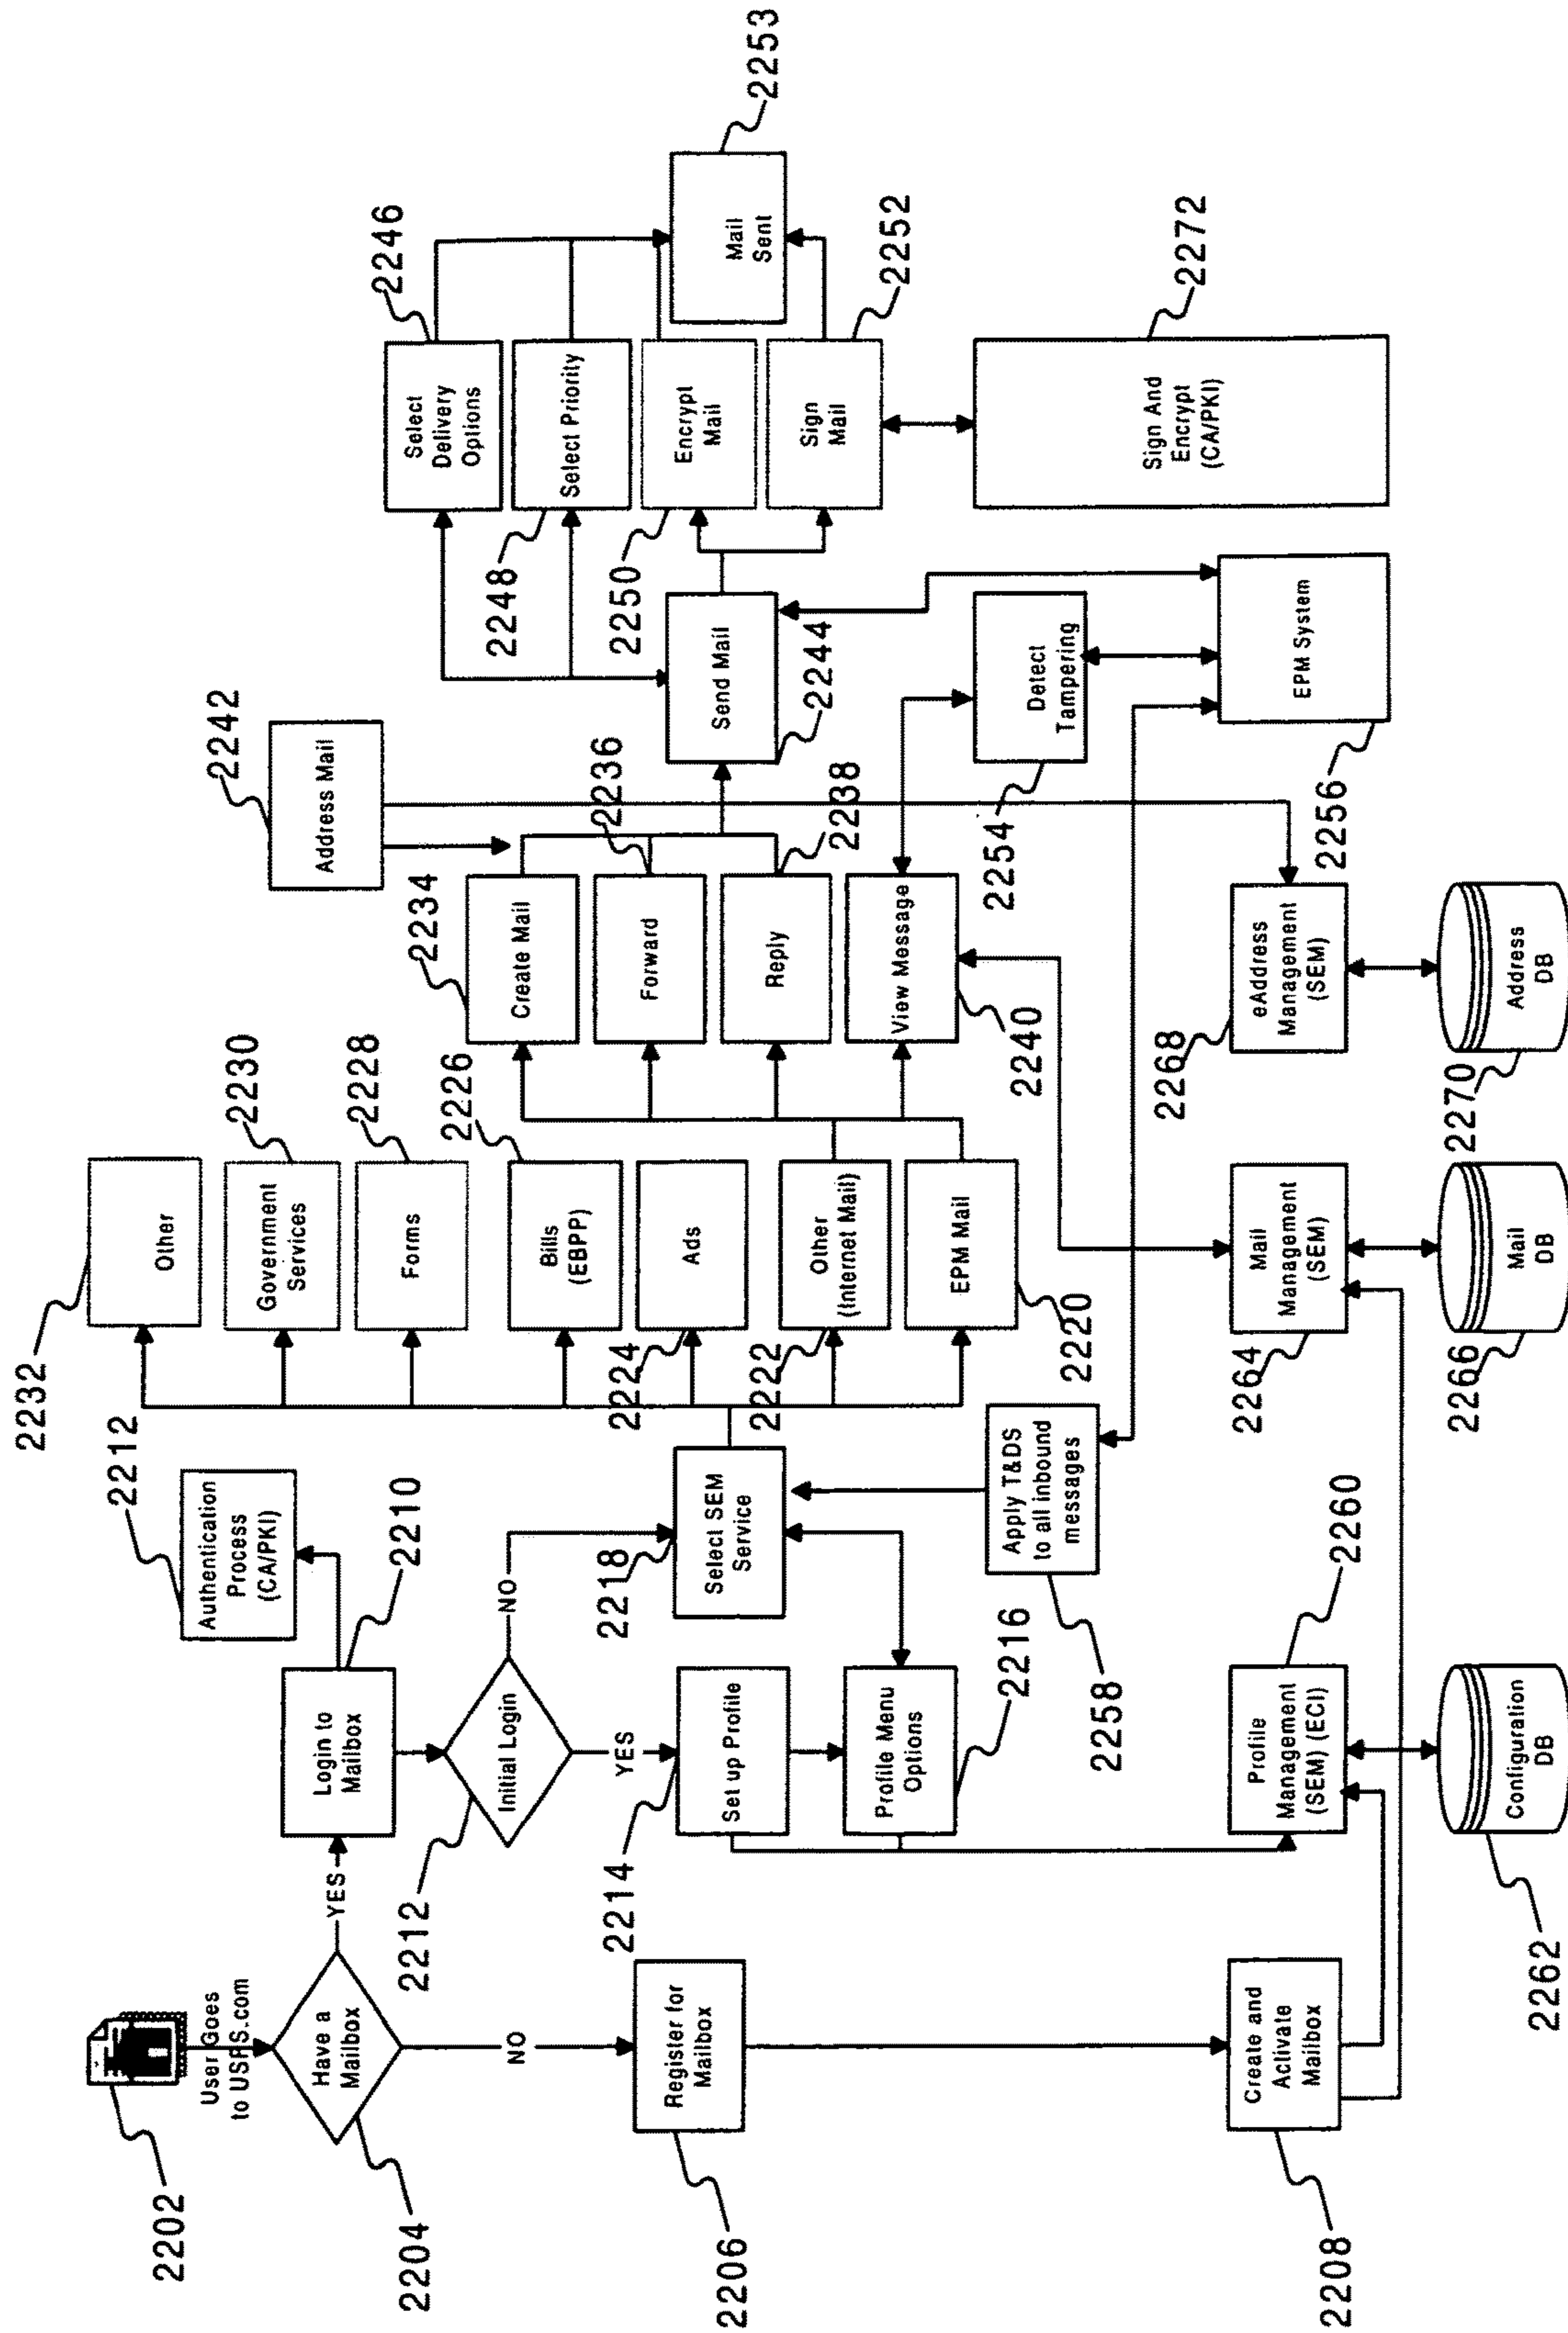 2202
User Goes
to USPS.com
2204
Have a
Mailbox
YES
NO
2206
Register for
Mailbox
2208
Create and
Activate
Mailbox
2212
Authentication
Process
(CA/PKI)
2210
Login to
Mailbox
2212
Initial Login
NO
YES
2214
Set up Profile
2216
Profile Menu
Options
2218
Select SEM
Service
2258
Apply T&DS
to all inbound
messages
2260
Profile
Management
(SEM) (ECI)
2262
Configuration
DB
2232
Other
2230
Government
Services
2228
Forms
2226
Bills
(EBPP)
2224
Ads
2222
Other
(Internet Mail)
2220
EPM Mail
2264
Mail
Management
(SEM)
2266
Mail
DB
2242
Address Mail
2234
Create Mail
2236
Forward
2238
Reply
2240
View Message
2268
eAddress
Management
(SEM)
2270
Address
DB
2244
Send Mail
2254
Detect
Tampering
2256
EPM System
2246
Select
Delivery
Options
2248
Select Priority
2250
Encrypt
Mail
2252
Sign
Mail
2272
Sign And
Encrypt
(CA/PKI)
2253
Mail
Sent